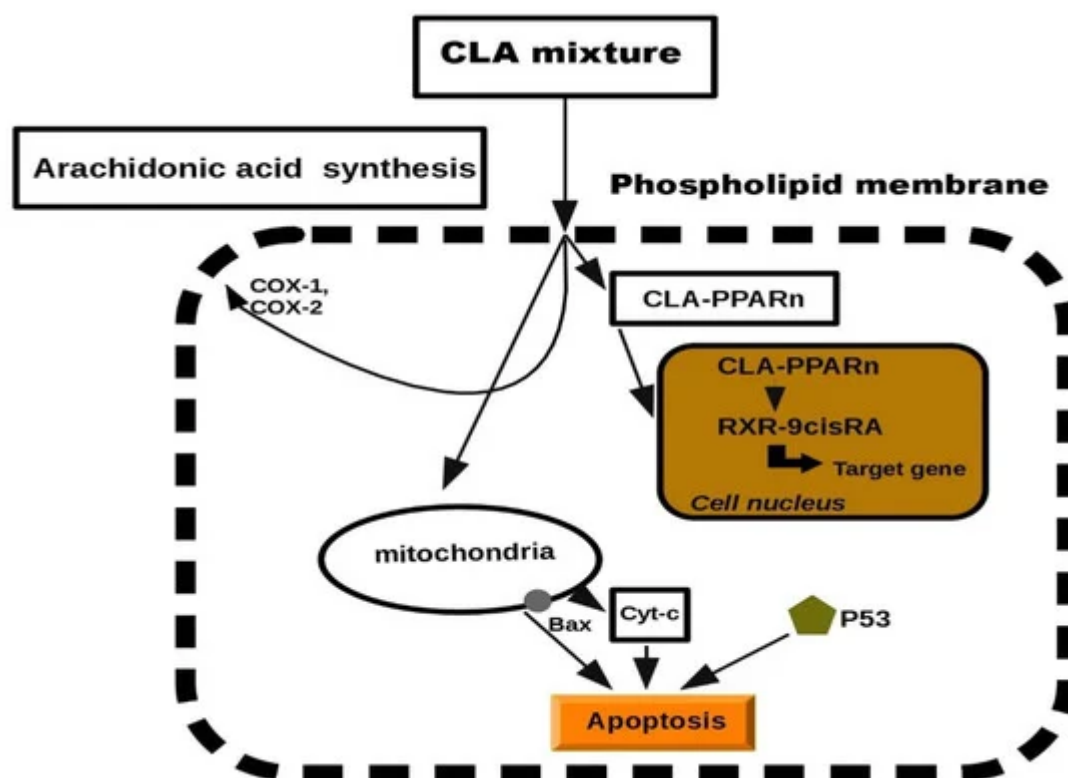 CLA mixture
Arachidonic acid synthesis
Phospholipid membrane
COX-1,
COX-2
CLA-PPARn
CLA-PPARn
RXR-9cisRA
Target gene
Cell nucleus
mitochondria
Bax
Cyt-c
P53
Apoptosis